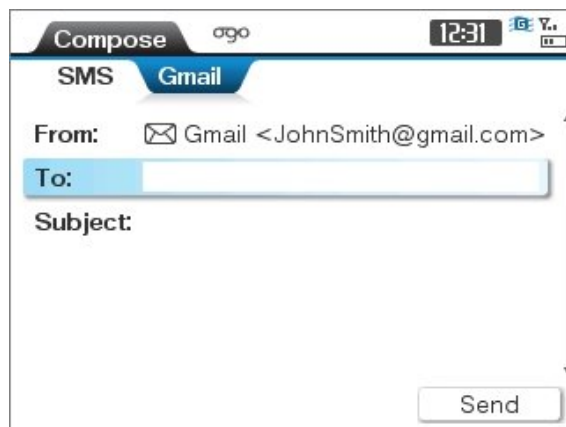 Compose ogo 12:31 G
SMS Gmail
From: Gmail <JohnSmith@gmail.com>
To:
Subject:
Send